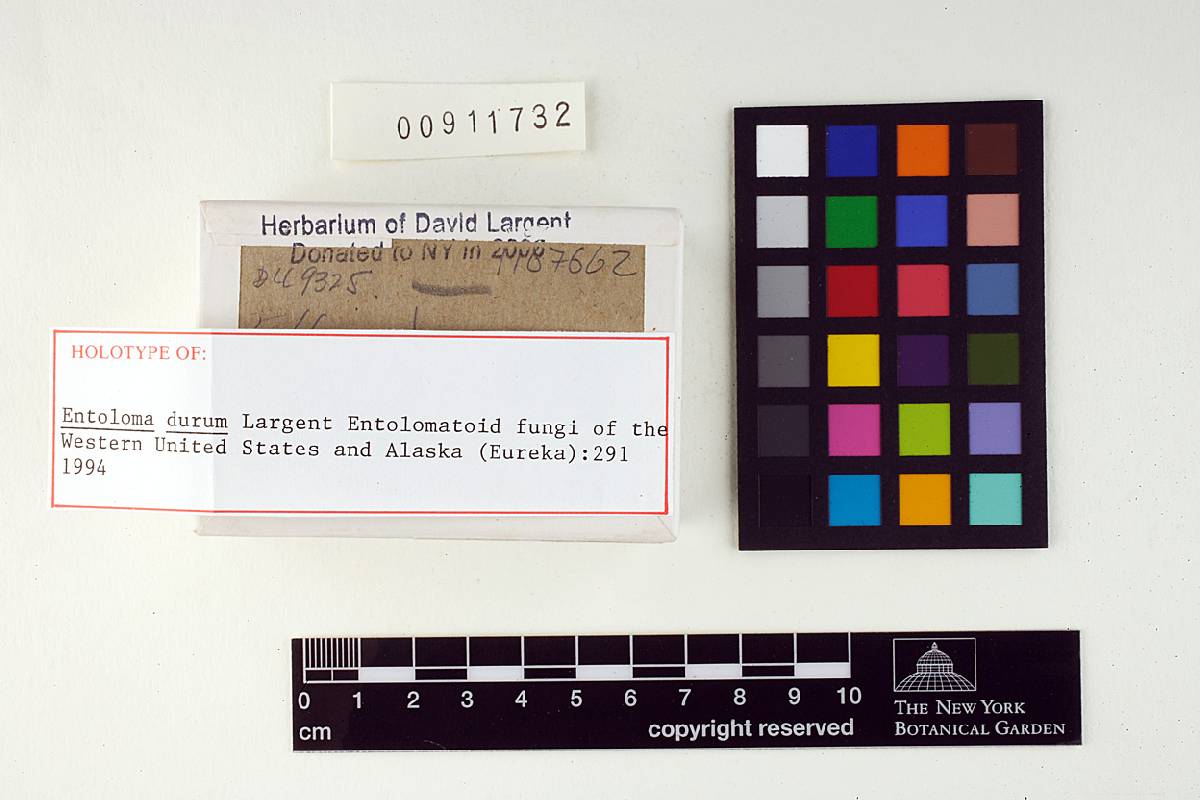 00911732
Herbarium of David Largent
Donated to NY in
DLL 9325
HOLOTYPE OF:
Entoloma durum Largent Entolomatoid fungi of the
Western United States and Alaska (Eureka):291
1994
0 1 2 3 4 5 6 7 8 9 10
cm
copyright reserved
THE NEW YORK
BOTANICAL GARDEN